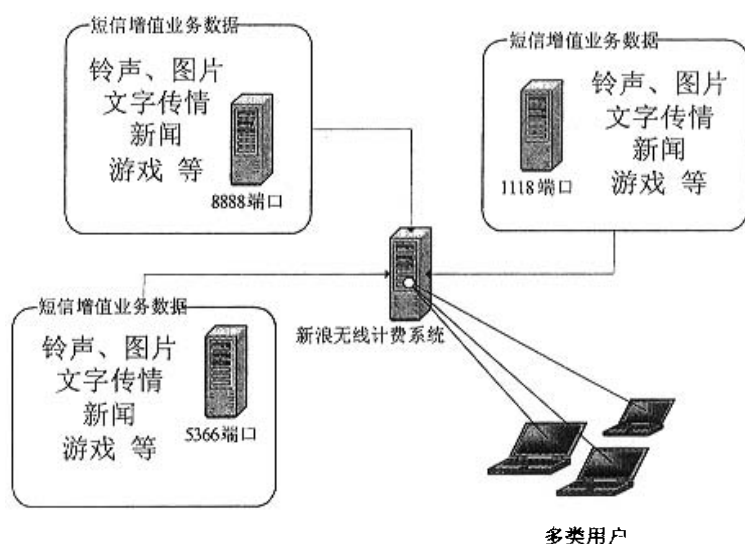 短信增值业务数据
铃声、图片
文字传情
新闻
游戏 等
8888端口
短信增值业务数据
铃声、图片
文字传情
新闻
游戏 等
1118端口
新浪无线计费系统
短信增值业务数据
铃声、图片
文字传情
新闻
游戏 等
5366端口
多类用户